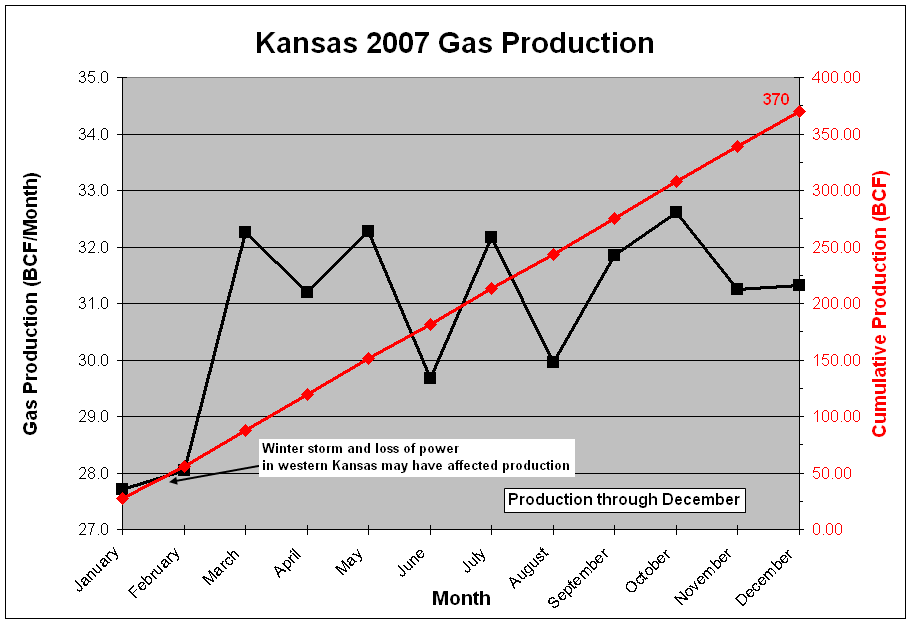 Kansas 2007 Gas Production
35.0
34.0
33.0
32.0
31.0
30.0
29.0
28.0
27.0
Gas Production (BCF/Month)
400.00
350.00
300.00
250.00
200.00
150.00
100.00
50.00
0.00
Cumulative Production (BCF)
370
Winter storm and loss of power
in western Kansas may have affected production
Production through December
January
February
March
April
May
June
July
August
September
October
November
December
Month